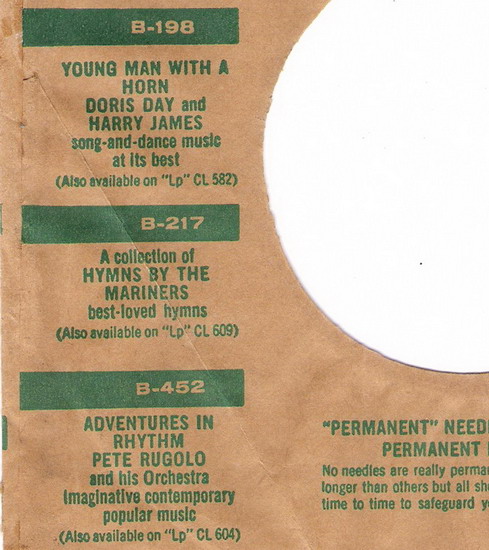 B-198
YOUNG MAN WITH A
HORN
DORIS DAY and
HARRY JAMES
song-and-dance music
at its best
(Also available on "Lp" CL 582)
B-217
A collection of
HYMNS BY THE
MARINERS
best-loved hymns
(Also available on "Lp" CL 609)
B-452
ADVENTURES IN
RHYTHM
PETE RUGOLO
and his Orchestra
Imaginative contemporary
popular music
(Also available on "Lp" CL 604)
"PERMANENT"
PERMANENT
No needles are really
longer than others but all
time to time to safeguard